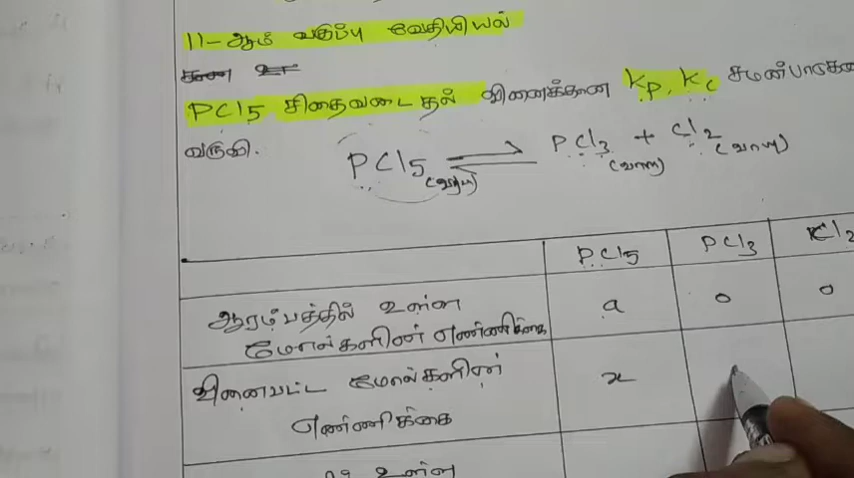 11-ஆம் வகுப்பு வேதியியல்
PCl5 சிதைவடைதல் வினைக்கான KP, KC சமன்பாடுகளை
வருவி.
PCl5 (வாயு) ⇌ PCl3 (வாயு) + Cl2 (வாயு)
PCl5 PCl3 Cl2
ஆரம்பத்தில் உள்ள
மோல்களின் எண்ணிக்கை a 0 0
வினைபட்ட மோல்களின்
எண்ணிக்கை x
உள்ள